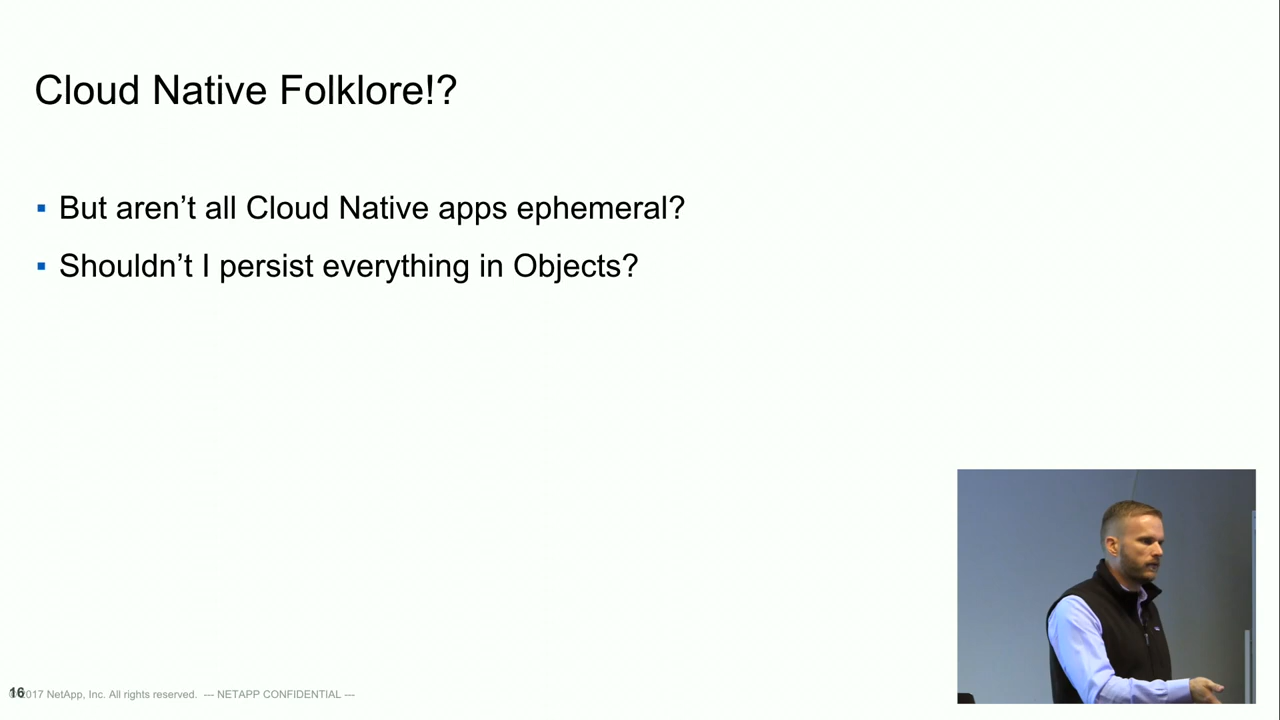 Cloud Native Folklore!?
▪ But aren’t all Cloud Native apps ephemeral?
▪ Shouldn’t I persist everything in Objects?
16 2017 NetApp, Inc. All rights reserved. --- NETAPP CONFIDENTIAL ---